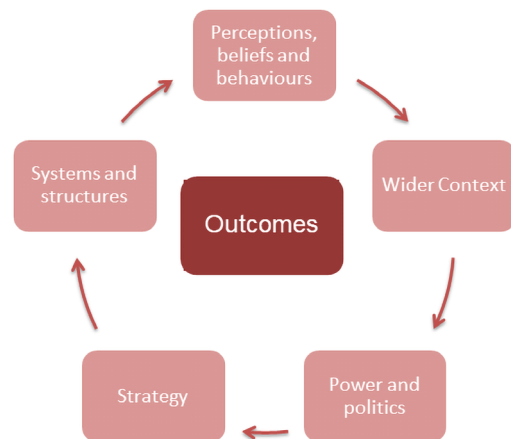 Perceptions,
beliefs and
behaviours
Wider Context
Power and
politics
Strategy
Systems and
structures
Outcomes